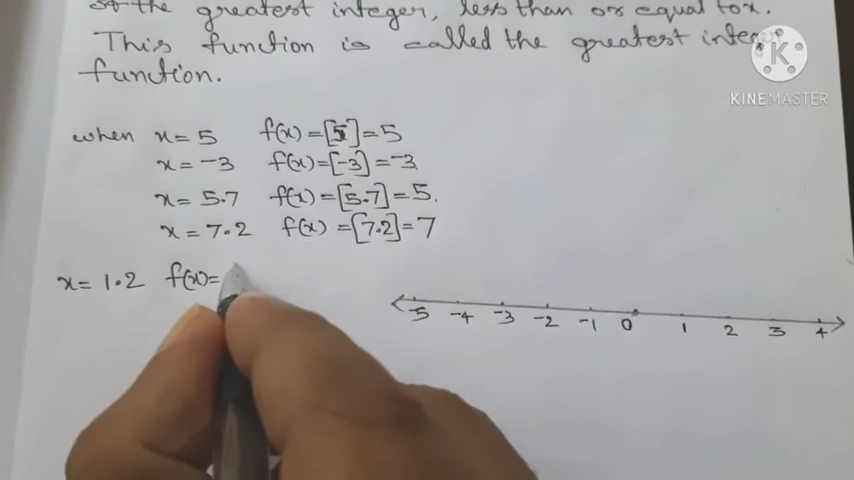 of the greatest integer, less than or equal to x.
This function is called the greatest integer
function.
K
KINEMASTER
when x = 5 f(x) = [5] = 5
x = -3 f(x) = [-3] = -3
x = 5.7 f(x) = [5.7] = 5.
x = 7.2 f(x) = [7.2] = 7
x = 1.2 f(x) =
-5 -4 -3 -2 -1 0 1 2 3 4